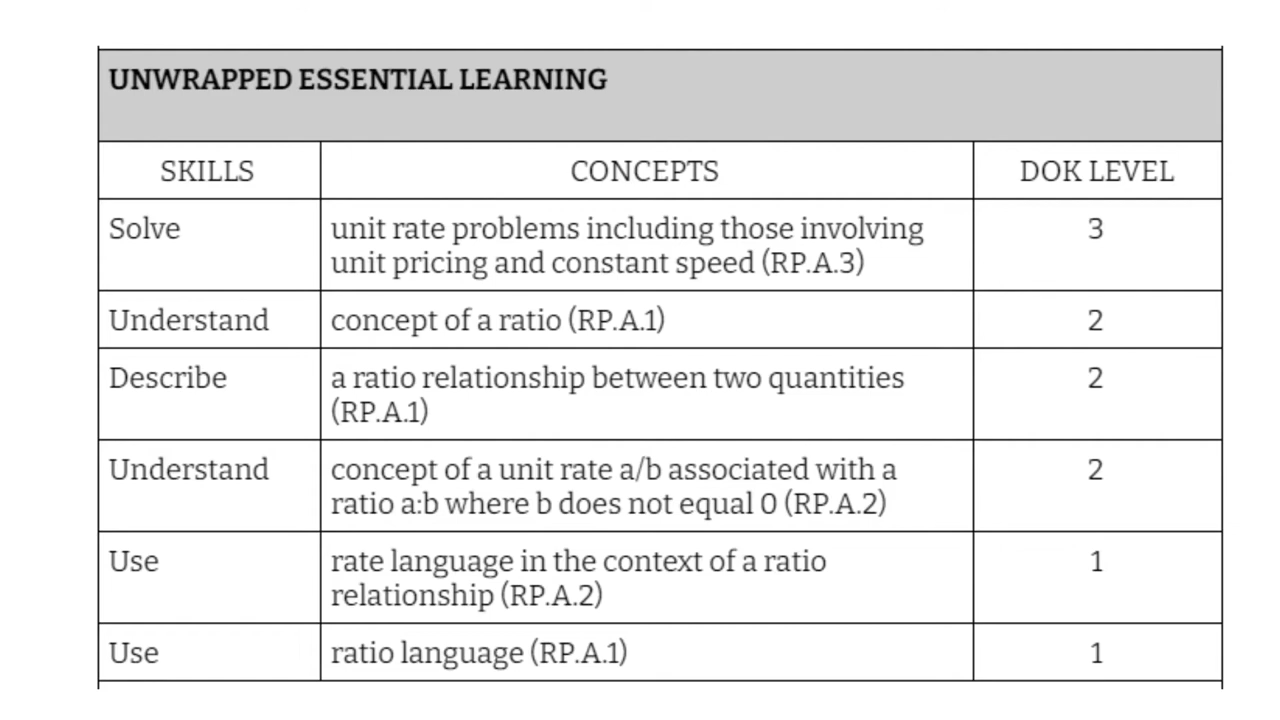 UNWRAPPED ESSENTIAL LEARNING
SKILLS CONCEPTS DOK LEVEL
Solve unit rate problems including those involving 3
unit pricing and constant speed (RP.A.3)
Understand concept of a ratio (RP.A.1) 2
Describe a ratio relationship between two quantities 2
(RP.A.1)
Understand concept of a unit rate a/b associated with a 2
ratio a:b where b does not equal 0 (RP.A.2)
Use rate language in the context of a ratio 1
relationship (RP.A.2)
Use ratio language (RP.A.1) 1